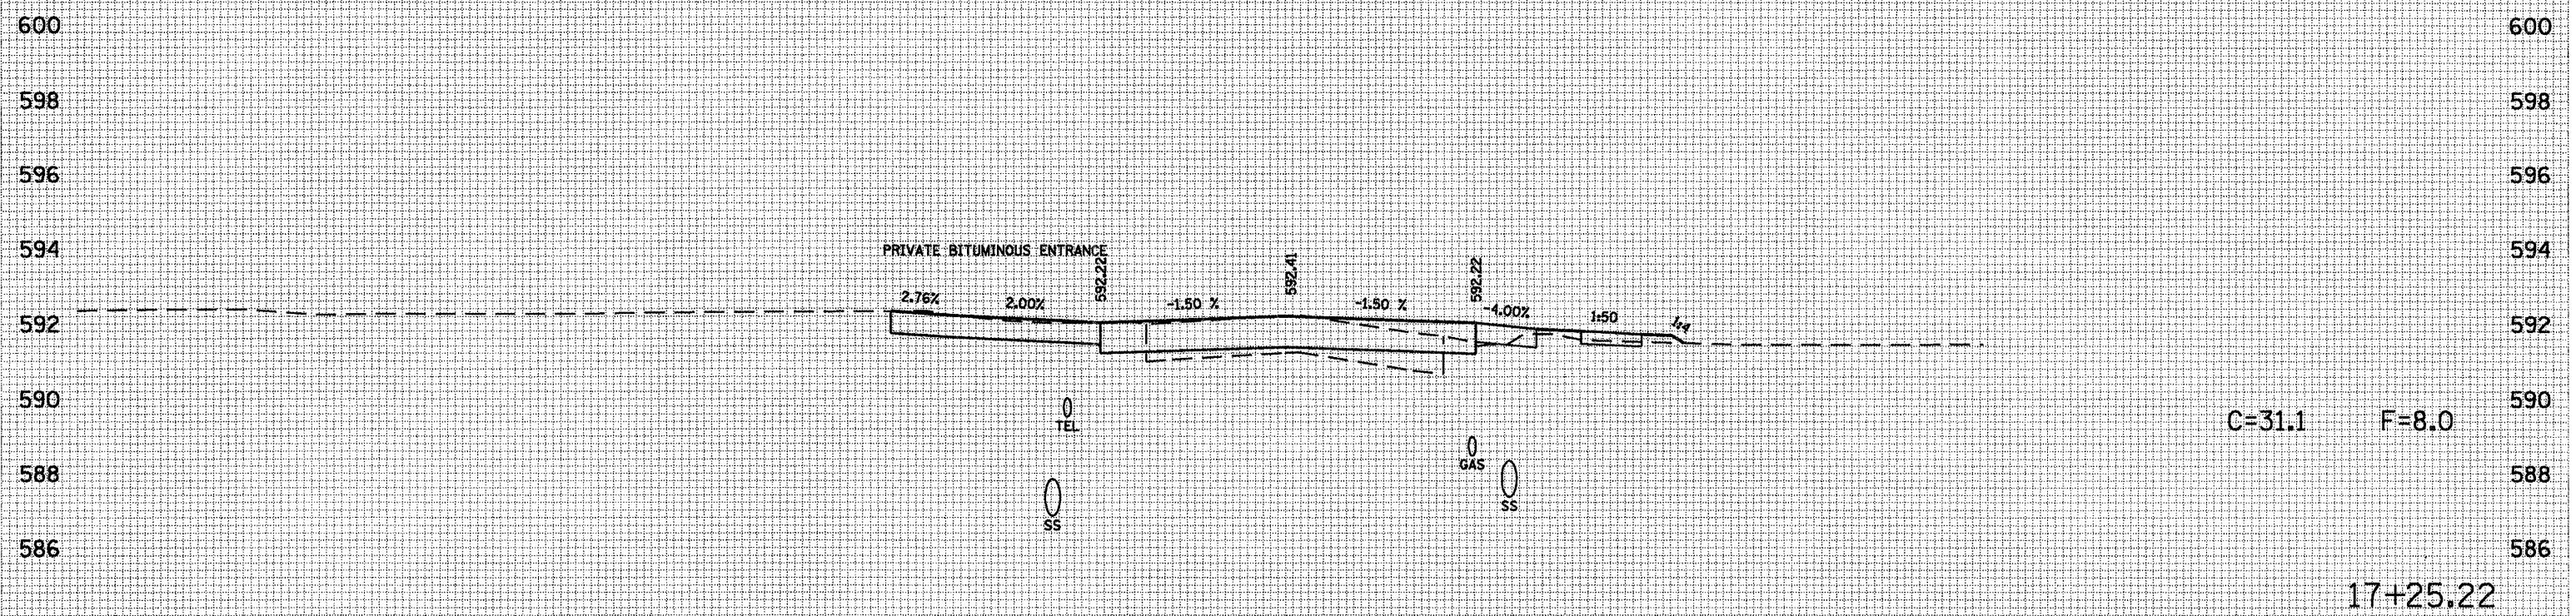 600 600
598 598
596 596
594 594
PRIVATE BITUMINOUS ENTRANCE
592.22 592.41 592.22
2.76% 2.00% -1.50 % -1.50 % -4.00% 1:50 1:4
592 592
590 590
TEL
C=31.1 F=8.0
GAS
588 588
SS
SS
586 586
17+25.22